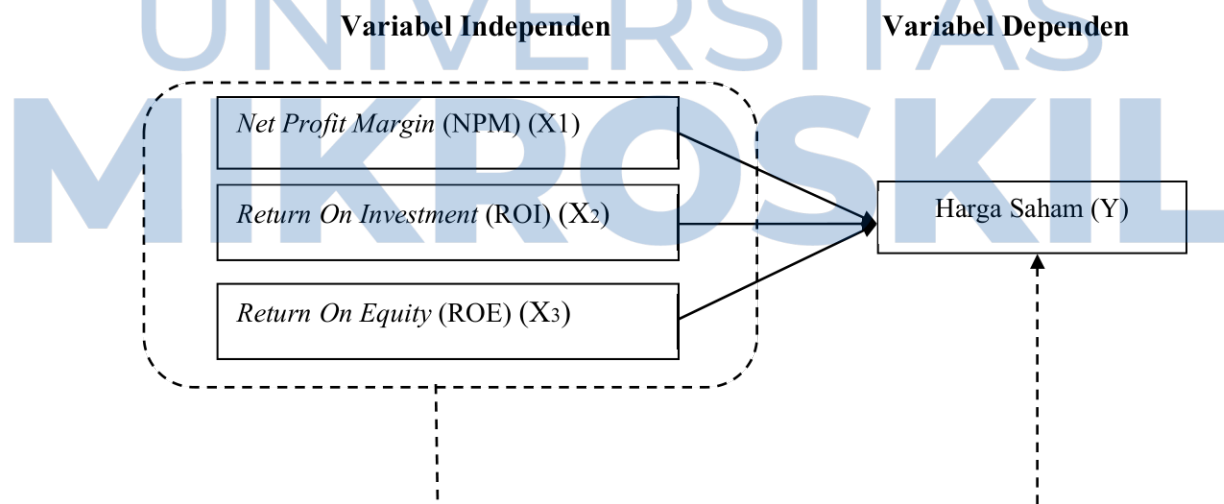 UNIVERSITAS
MIKROSKIL
Variabel Independen
Variabel Dependen
Net Profit Margin (NPM) (X1)
Return On Investment (ROI) (X2)
Return On Equity (ROE) (X3)
Harga Saham (Y)